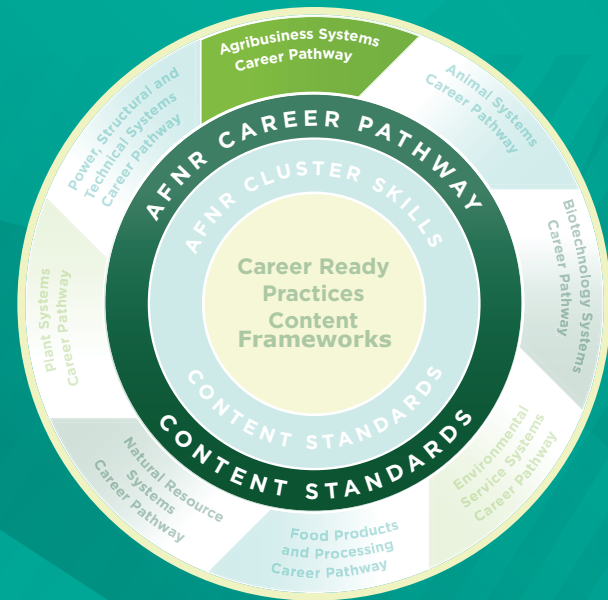 Agribusiness Systems
Career Pathway
Animal Systems
Career Pathway
Biotechnology Systems
Career Pathway
Environmental
Service Systems
Career Pathway
Food Products
and Processing
Career Pathway
Natural Resource
Systems
Career Pathway
Plant Systems
Career Pathway
Power, Structural and
Technical Systems
Career Pathway
AFNR CAREER PATHWAY
CONTENT STANDARDS
AFNR CLUSTER SKILLS
CONTENT STANDARDS
Career Ready
Practices
Content
Frameworks